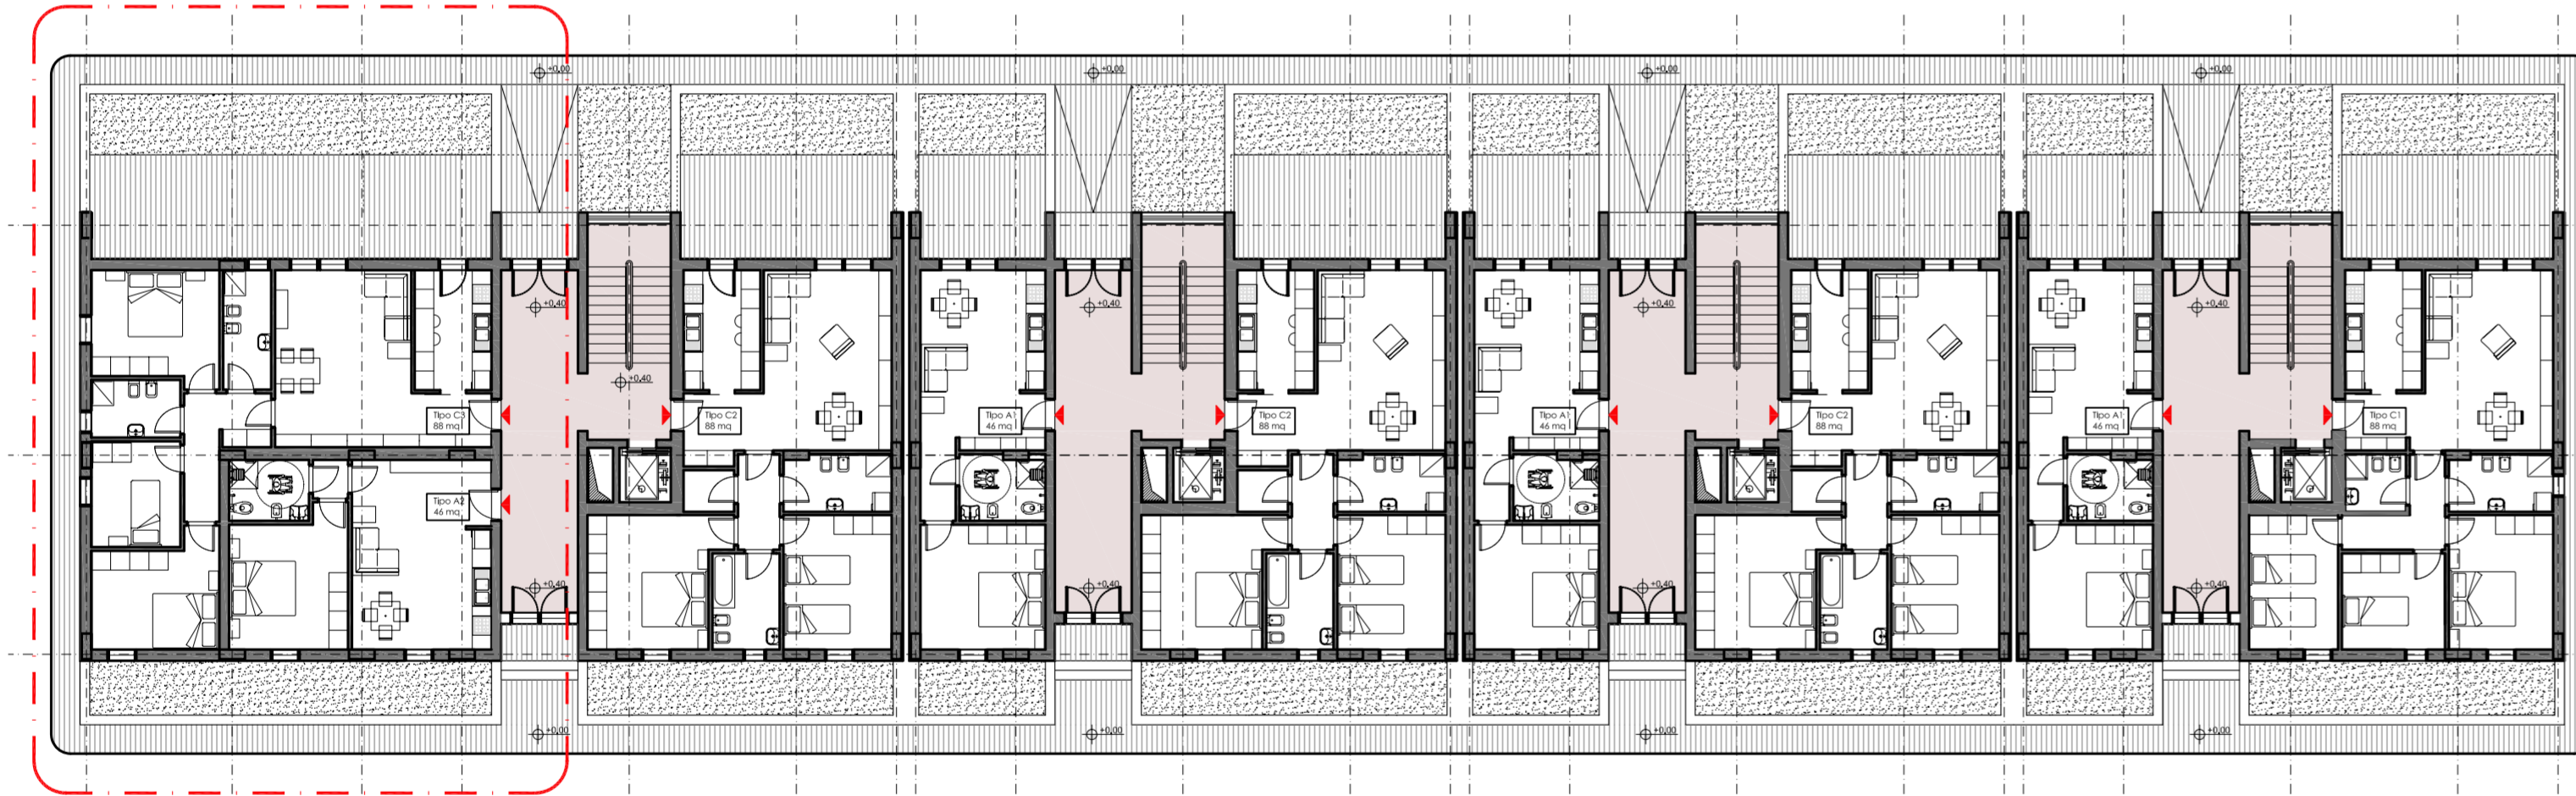 +0,00
+0,00
+0,00
+0,00
+0,40
+0,40
+0,40
+0,40
+0,40
Tipo C3
88 mq
Tipo C2
88 mq
Tipo A1
46 mq
Tipo C2
88 mq
Tipo A1
46 mq
Tipo C2
88 mq
Tipo A1
46 mq
Tipo C1
88 mq
Tipo A2
46 mq
+0,40
+0,40
+0,40
+0,40
+0,00
+0,00
+0,00
+0,00